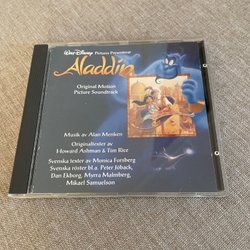 Walt Disney Pictures Presenterar
Aladdin
Original Motion
Picture Soundtrack
Musik av Alan Menken
Originaltexter av
Howard Ashman & Tim Rice
Svenska texter av Monica Forsberg
Svenska röster bl.a. Peter Jöback,
Dan Ekborg, Myrra Malmberg,
Mikael Samuelson